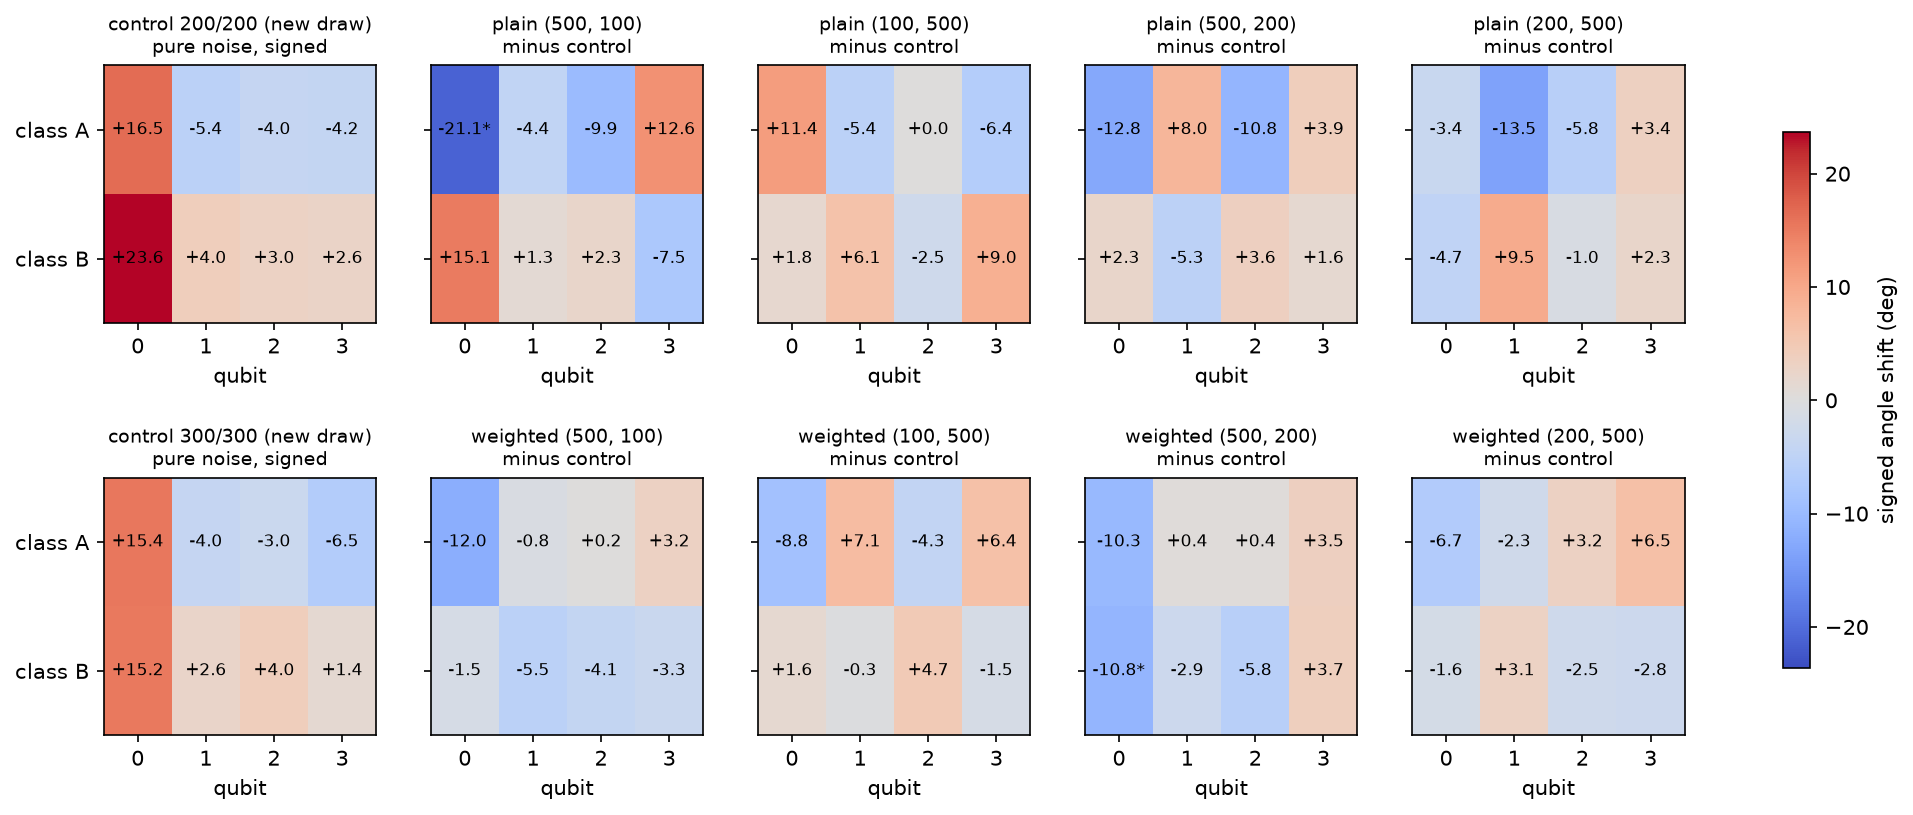 control 200/200 (new draw)
pure noise, signed
plain (500, 100)
minus control
plain (100, 500)
minus control
plain (500, 200)
minus control
plain (200, 500)
minus control
class A
+16.5 -5.4 -4.0 -4.2
-21.1* -4.4 -9.9 +12.6
+11.4 -5.4 +0.0 -6.4
-12.8 +8.0 -10.8 +3.9
-3.4 -13.5 -5.8 +3.4
class B
+23.6 +4.0 +3.0 +2.6
+15.1 +1.3 +2.3 -7.5
+1.8 +6.1 -2.5 +9.0
+2.3 -5.3 +3.6 +1.6
-4.7 +9.5 -1.0 +2.3
0 1 2 3
0 1 2 3
0 1 2 3
0 1 2 3
0 1 2 3
qubit
qubit
qubit
qubit
qubit
control 300/300 (new draw)
pure noise, signed
weighted (500, 100)
minus control
weighted (100, 500)
minus control
weighted (500, 200)
minus control
weighted (200, 500)
minus control
class A
+15.4 -4.0 -3.0 -6.5
-12.0 -0.8 +0.2 +3.2
-8.8 +7.1 -4.3 +6.4
-10.3 +0.4 +0.4 +3.5
-6.7 -2.3 +3.2 +6.5
class B
+15.2 +2.6 +4.0 +1.4
-1.5 -5.5 -4.1 -3.3
+1.6 -0.3 +4.7 -1.5
-10.8* -2.9 -5.8 +3.7
-1.6 +3.1 -2.5 -2.8
0 1 2 3
0 1 2 3
0 1 2 3
0 1 2 3
0 1 2 3
qubit
qubit
qubit
qubit
qubit
20
10
0
−10
−20
signed angle shift (deg)